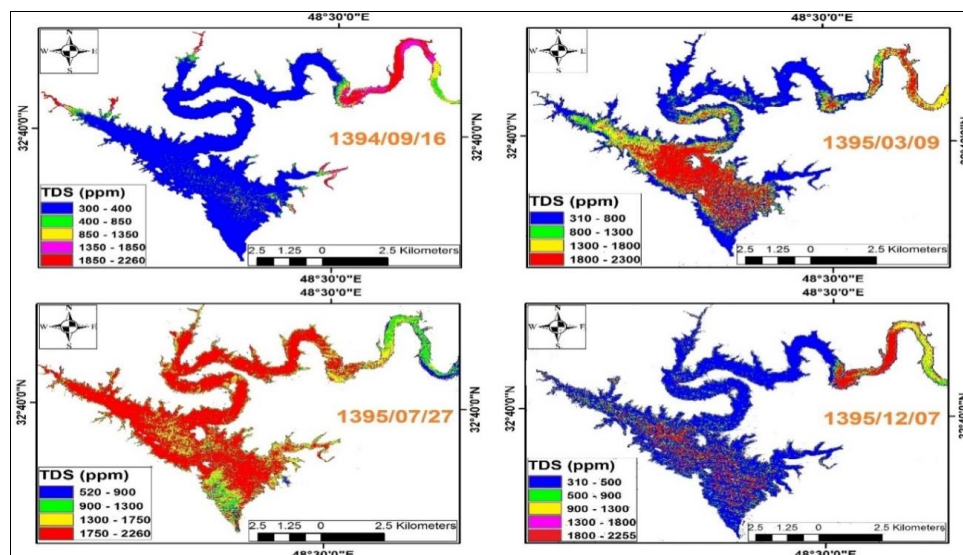 48°30'0"E
N
W E
S
32°40'0"N
1394/09/16
TDS (ppm)
300 - 400
400 - 850
850 - 1350
1350 - 1850
1850 - 2260
2.5 1.25 0 2.5 Kilometers
48°30'0"E
48°30'0"E
N
W E
S
32°40'0"N
1395/03/09
TDS (ppm)
310 - 800
800 - 1300
1300 - 1800
1800 - 2300
2.5 1.25 0 2.5 Kilometers
48°30'0"E
48°30'0"E
N
W E
S
32°40'0"N
1395/07/27
TDS (ppm)
520 - 900
900 - 1300
1300 - 1750
1750 - 2260
2.5 1.25 0 2.5 Kilometers
48°30'0"E
48°30'0"E
N
W E
S
32°40'0"N
1395/12/07
TDS (ppm)
310 - 500
500 - 900
900 - 1300
1300 - 1800
1800 - 2255
2.5 1.25 0 2.5 Kilometers
48°30'0"E